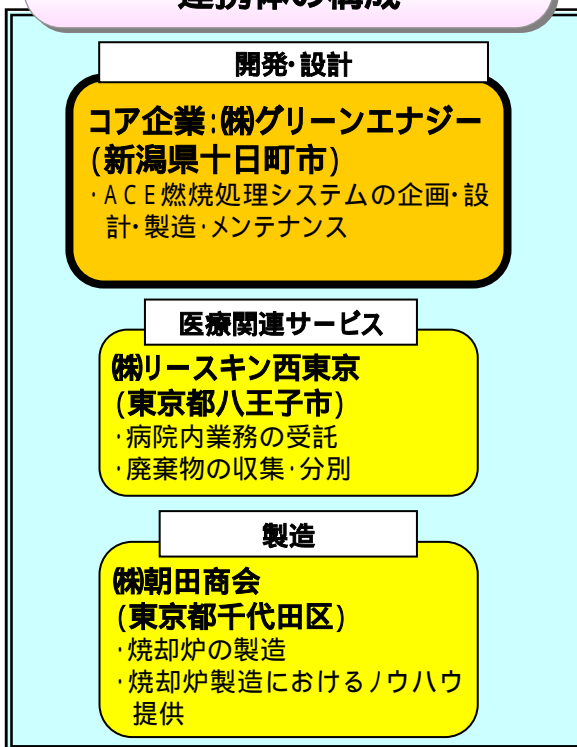 連携体の構成
開発・設計
コア企業:㈱グリーンエナジー
(新潟県十日町市)
・ACE燃焼処理システムの企画・設
計・製造・メンテナンス
医療関連サービス
㈱リースキン西東京
(東京都八王子市)
・病院内業務の受託
・廃棄物の収集・分別
製造
㈱朝田商会
(東京都千代田区)
・焼却炉の製造
・焼却炉製造におけるノウハウ
提供